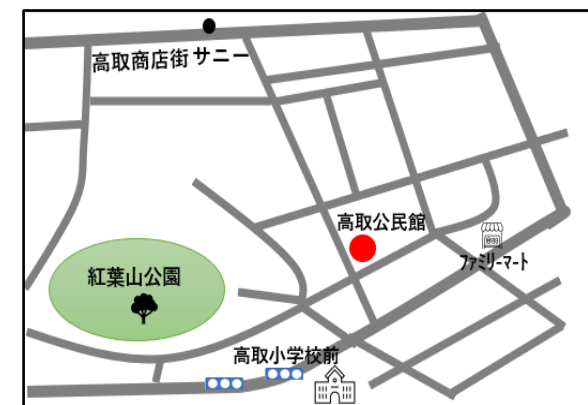 高取商店街 サニー
高取公民館
ファミリーマート
紅葉山公園
高取小学校前